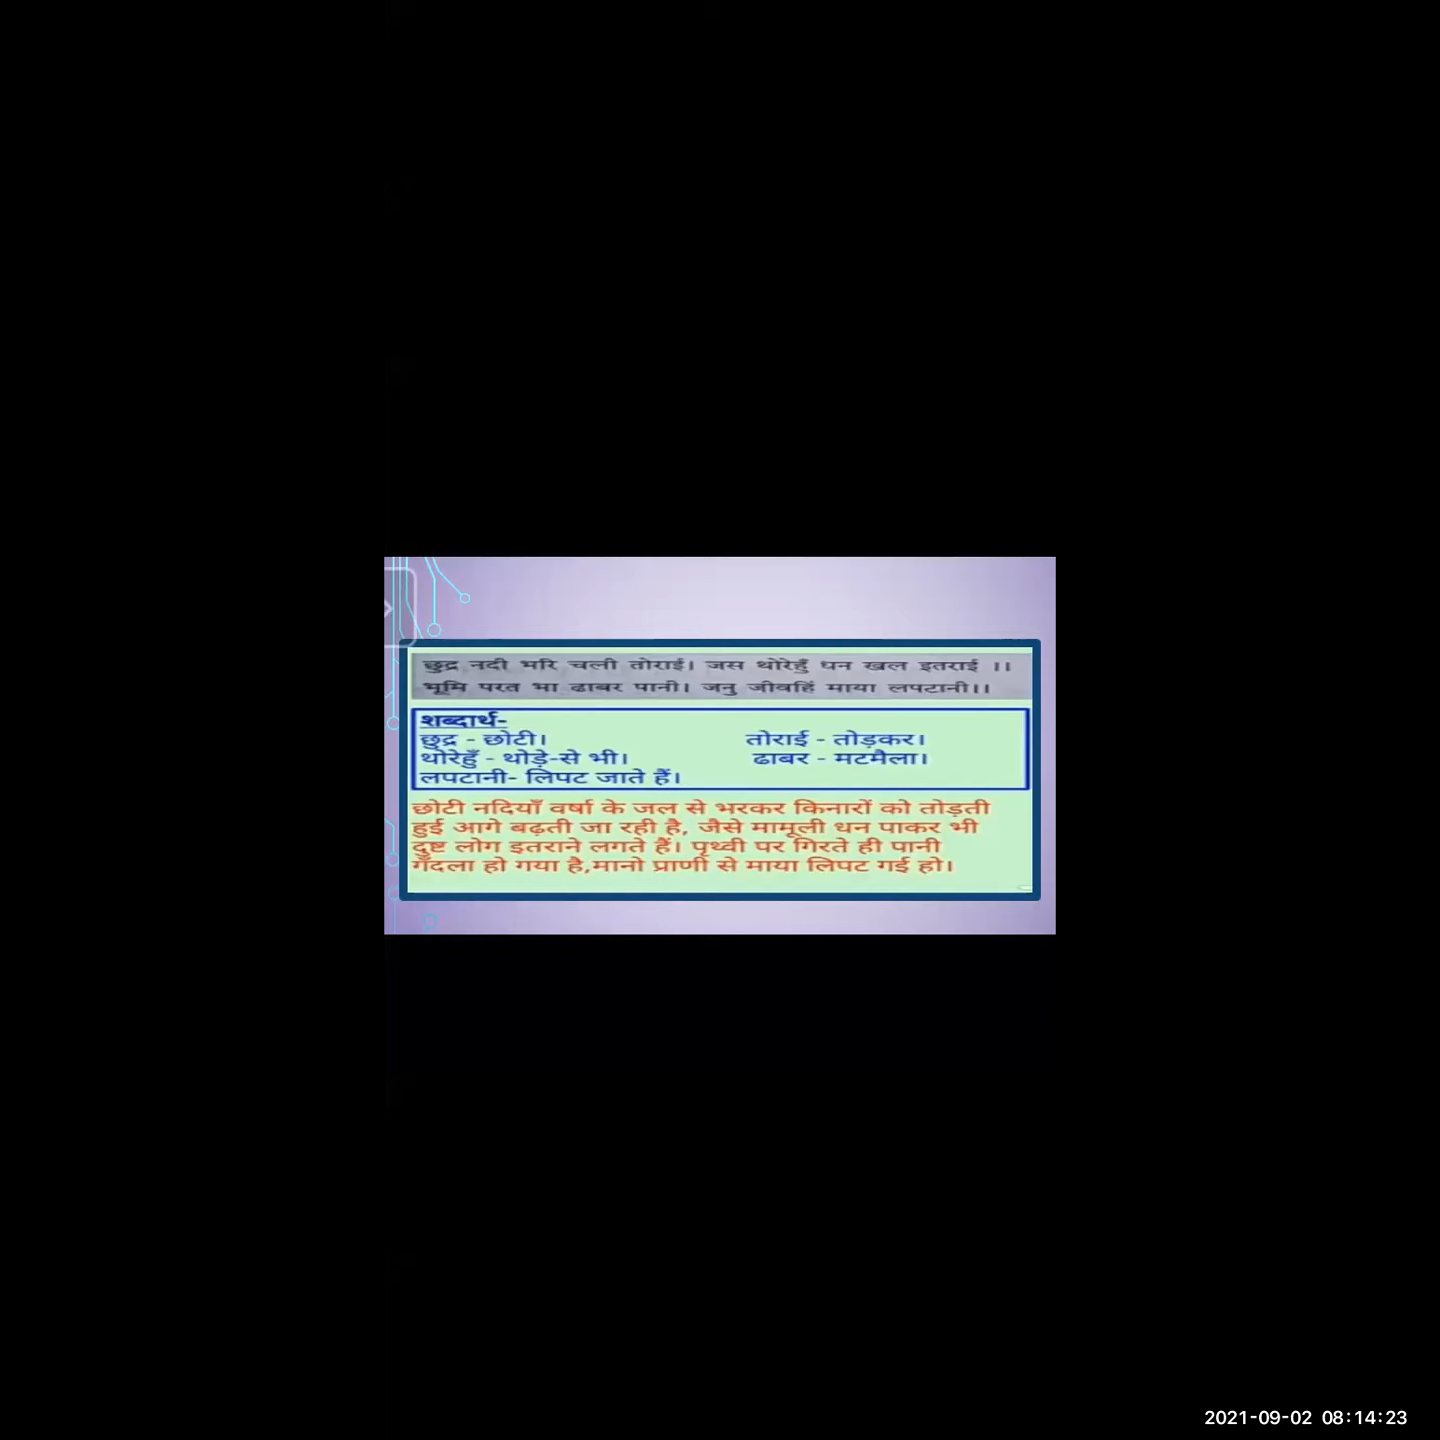 छुद्र नदी भरि चली तोराई। जस थोरेहुँ धन खल इतराई ।।
भूमि परत भा ढाबर पानी। जनु जीवहिं माया लपटानी।।
शब्दार्थ-
छुद्र - छोटी। तोराई - तोड़कर।
थोरेहुँ - थोड़े-से भी। ढाबर - मटमैला।
लपटानी- लिपट जाते हैं।
छोटी नदियाँ वर्षा के जल से भरकर किनारों को तोड़ती
हुई आगे बढ़ती जा रही है, जैसे मामूली धन पाकर भी
दुष्ट लोग इतराने लगते हैं। पृथ्वी पर गिरते ही पानी
गँदला हो गया है,मानो प्राणी से माया लिपट गई हो।
2021-09-02 08:14:23